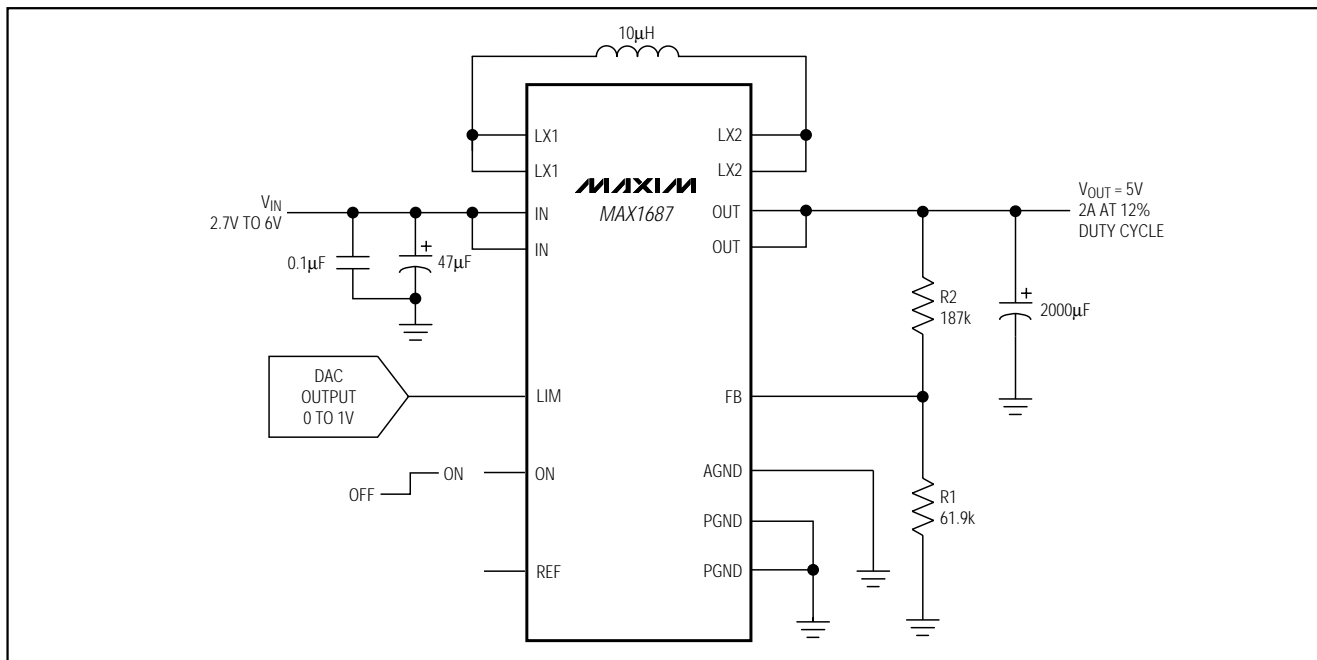 10µH
LX1
LX2
LX1
LX2
MAXIM
MAX1687
VIN
2.7V TO 6V
IN
OUT
VOUT = 5V
2A AT 12%
DUTY CYCLE
IN
OUT
0.1µF
+
47µF
R2
187k
+
2000µF
DAC
OUTPUT
0 TO 1V
LIM
FB
OFF
ON
ON
AGND
R1
61.9k
PGND
REF
PGND